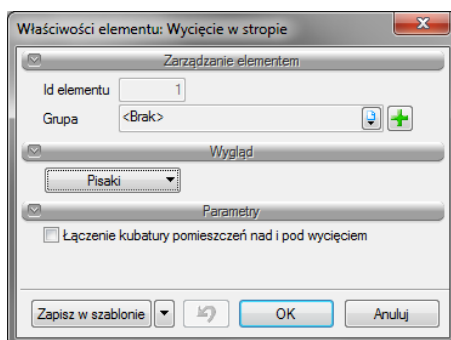 Właściwości elementu: Wycięcie w stropie
Zarządzanie elementem
Id elementu 1
Grupa <Brak>
Wygląd
Pisaki
Parametry
Łączenie kubatury pomieszczeń nad i pod wycięciem
Zapisz w szablonie OK Anuluj